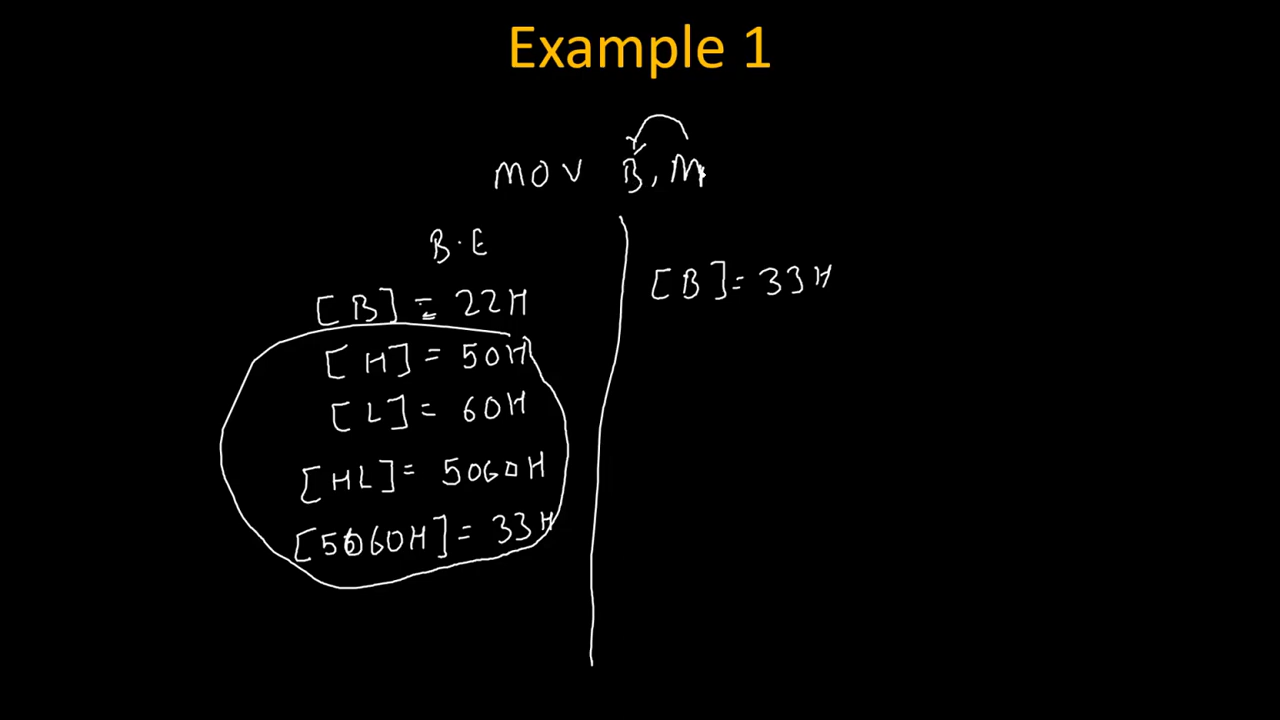 Example 1
MOV B, M
B.E
[B] = 22H
[H] = 50H
[L] = 60H
[HL] = 5060H
[5060H] = 33H
[B] = 33H